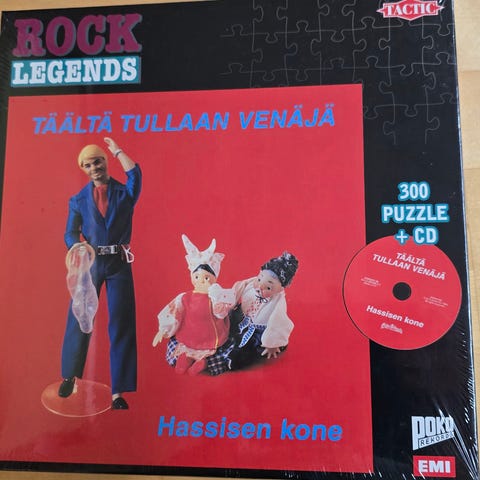 ROCK
LEGENDS
TACTIC
TÄÄLTÄ TULLAAN VENÄJÄ
300
PUZZLE
+ CD
TÄÄLTÄ
TULLAAN VENÄJÄ
Hassisen kone
Hassisen kone
POKO
REKORDS
EMI